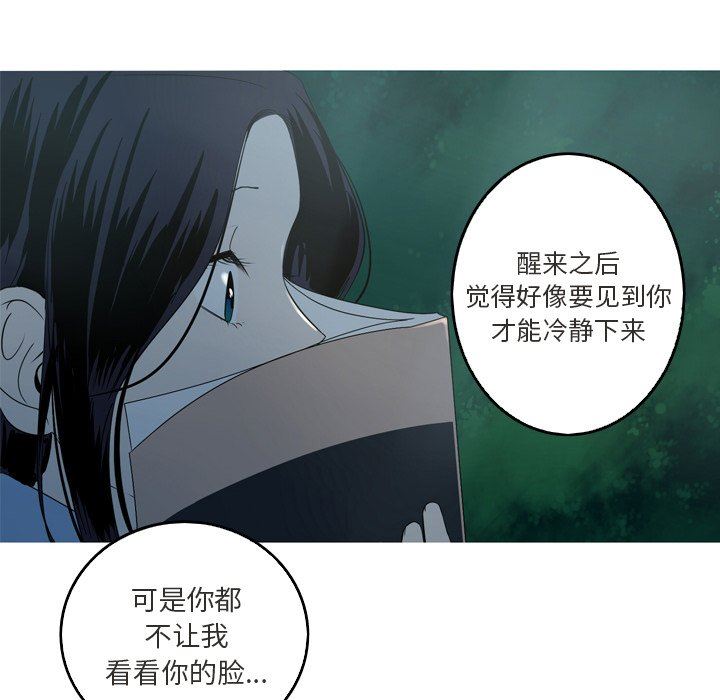 醒来之后
觉得好像要见到你
才能冷静下来
可是你都
不让我
看看你的脸...